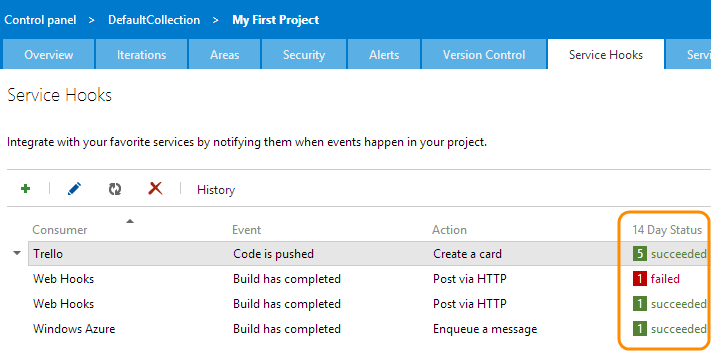 Control panel > DefaultCollection > My First Project
Overview Iterations Areas Security Alerts Version Control Service Hooks Servi
Service Hooks
Integrate with your favorite services by notifying them when events happen in your project.
History
Consumer Event Action 14 Day Status
Trello Code is pushed Create a card 5 succeeded
Web Hooks Build has completed Post via HTTP 1 failed
Web Hooks Build has completed Post via HTTP 1 succeeded
Windows Azure Build has completed Enqueue a message 1 succeeded